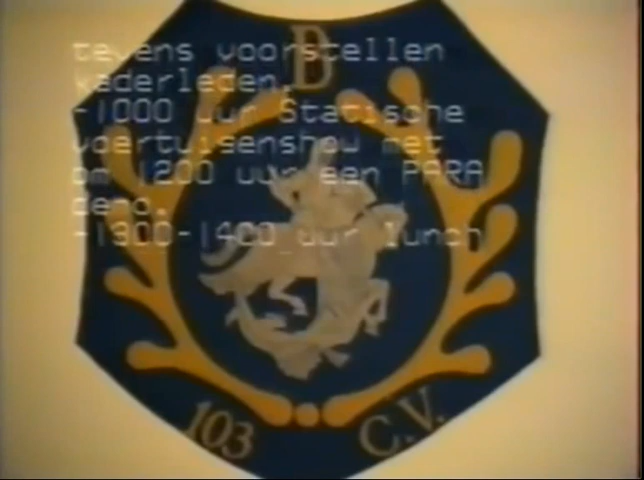 tevens voorstellen
kaderleden.
-1000 uur Statische
voertuigenshow met
om 1200 uur een PARA
demo.
-1300-1400 uur lunch
D
103 C.V.